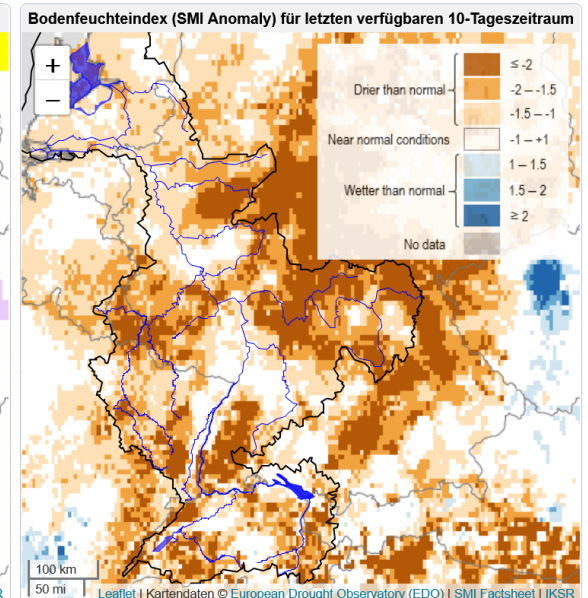 Bodenfeuchteindex (SMI Anomaly) für letzten verfügbaren 10-Tageszeitraum
+
−
≤ -2
Drier than normal
-2 – -1.5
-1.5 – -1
Near normal conditions
-1 – +1
1 – 1.5
Wetter than normal
1.5 – 2
≥ 2
No data
100 km
50 mi
Leaflet | Kartendaten © European Drought Observatory (EDO) | SMI Factsheet | IKSR